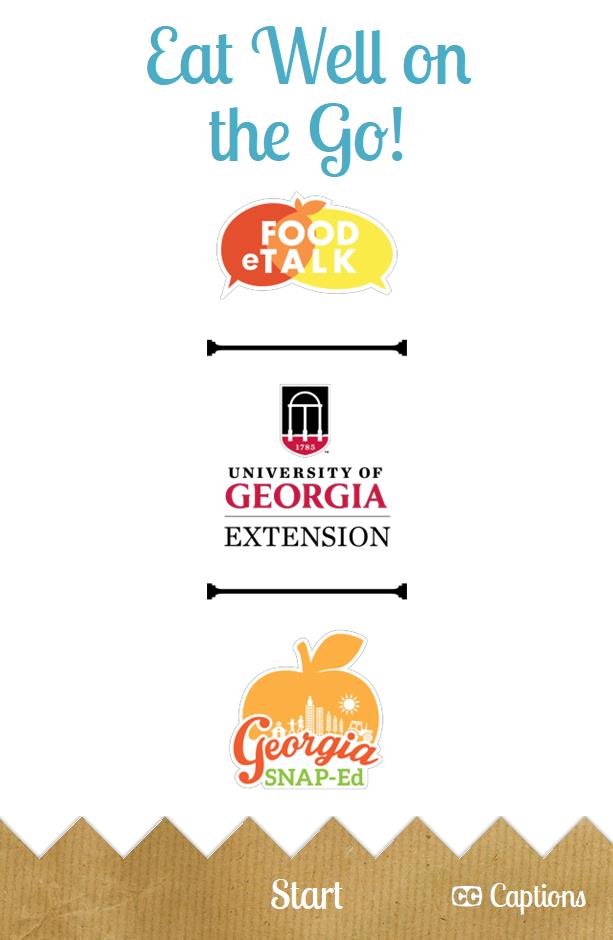 Eat Well on
the Go!
FOOD
eTALK
1785
UNIVERSITY OF
GEORGIA
EXTENSION
Georgia
SNAP-Ed
Start
CC Captions